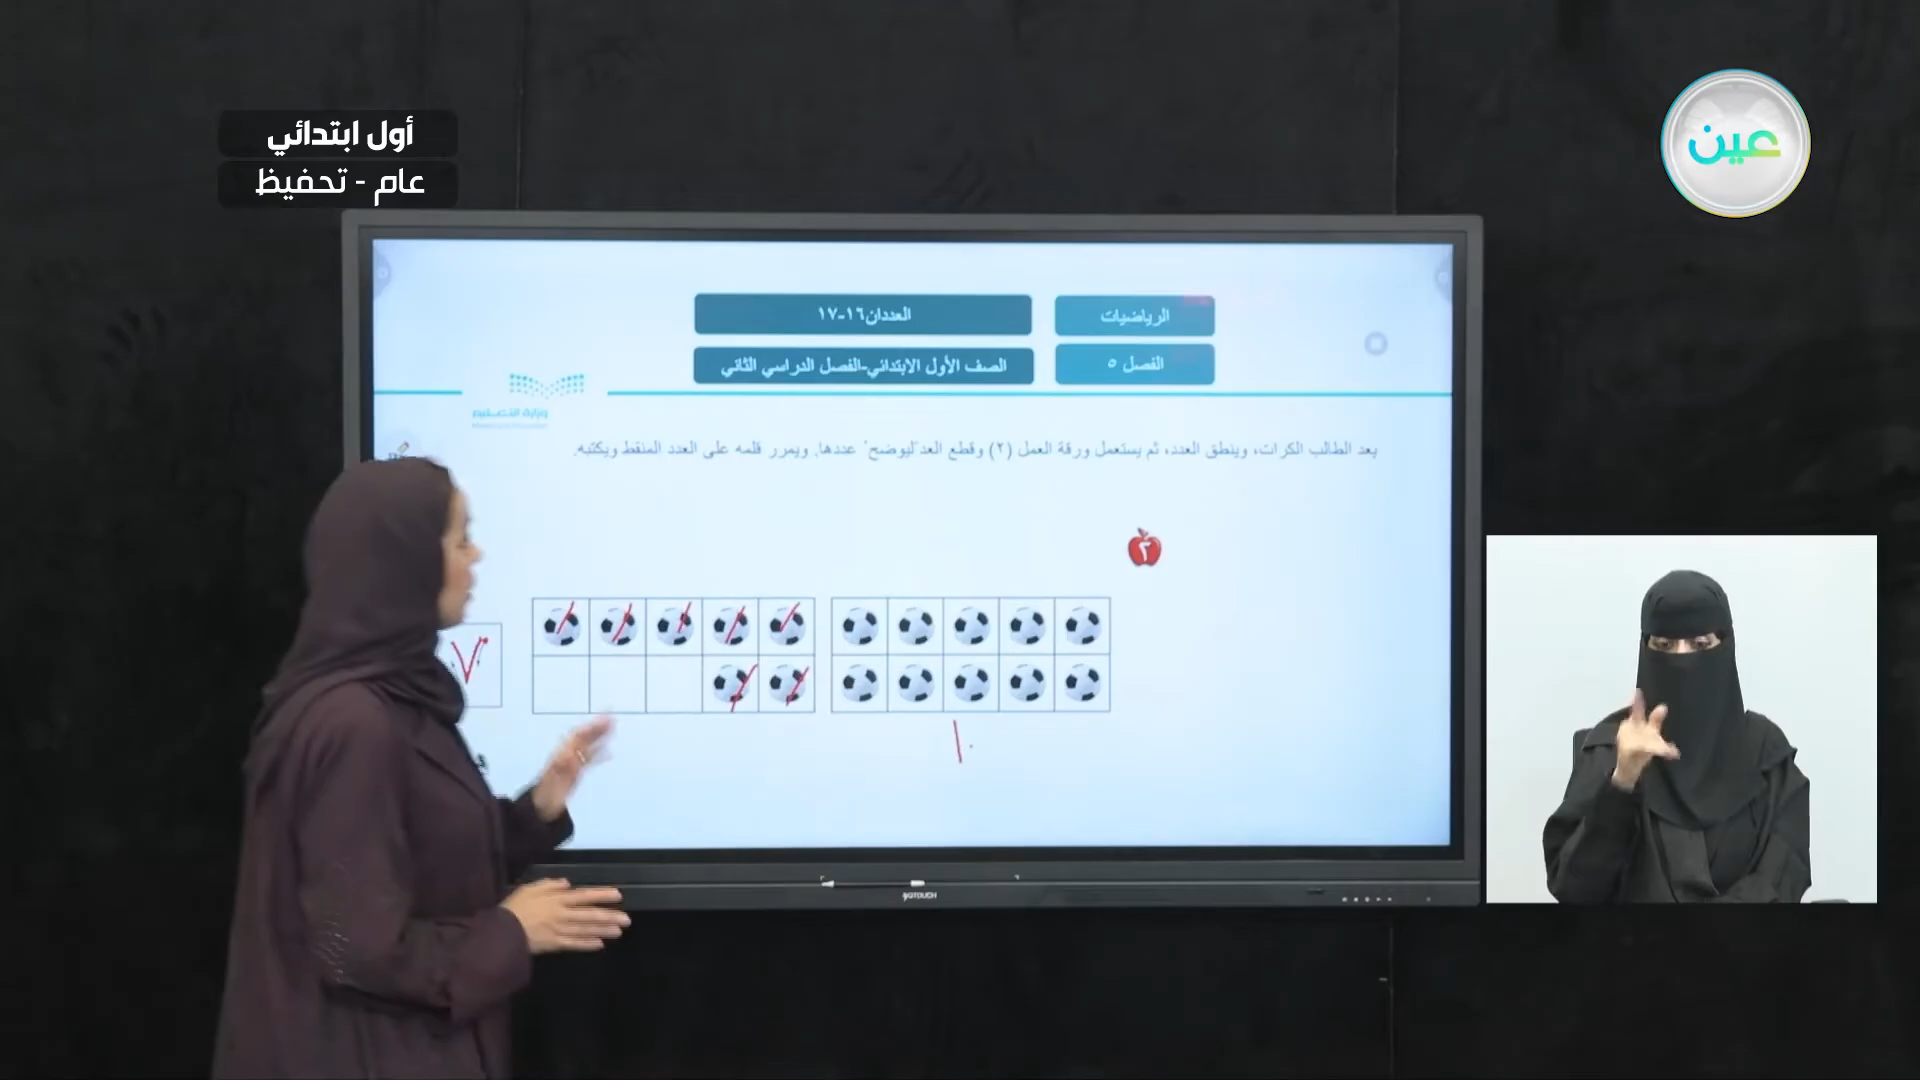 أول ابتدائي
عام - تحفيظ
عين
الرياضيات
العددان١٦-١٧
الفصل ٥
الصف الأول الابتدائي-الفصل الدراسي الثاني
وزارة التعليم
يعد الطالب الكرات، وينطق العدد، ثم يستعمل ورقة العمل (٢) وقطع العد ليوضح عددها. ويمرر قلمه على العدد المنقط ويكتبه.
٢
٧
١٠